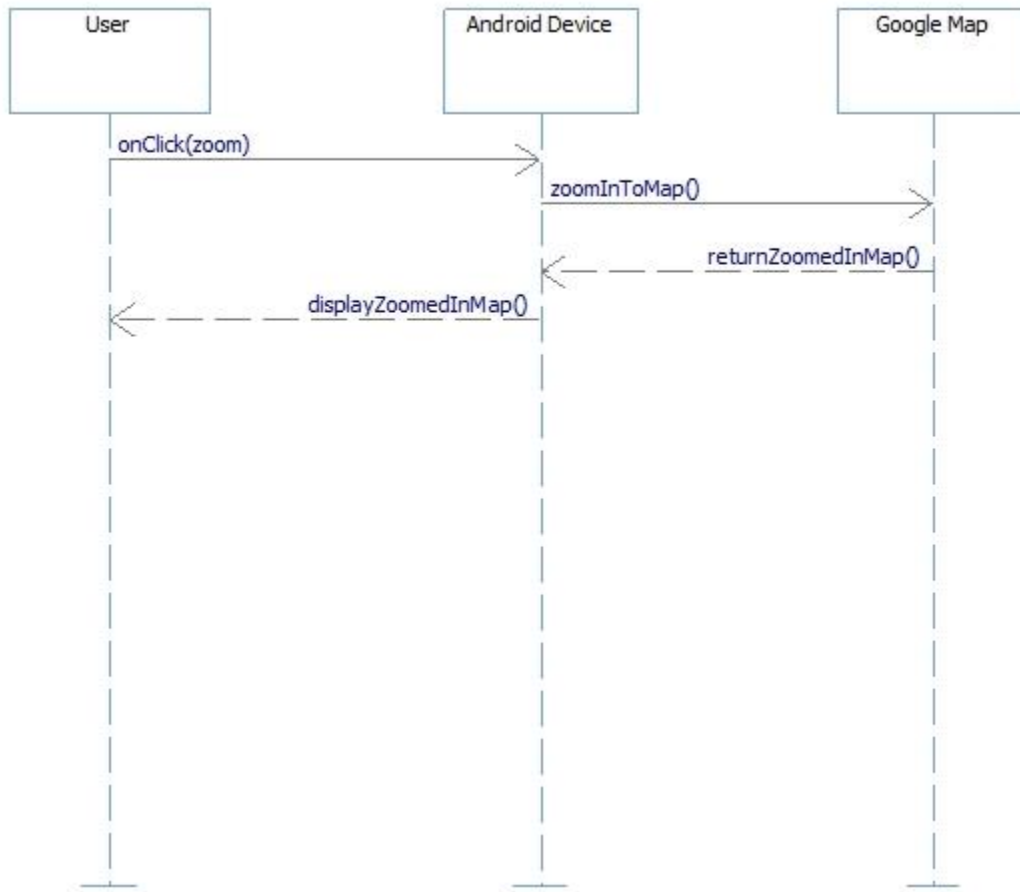 User
Android Device
Google Map
onClick(zoom)
zoomInToMap()
returnZoomedInMap()
displayZoomedInMap()